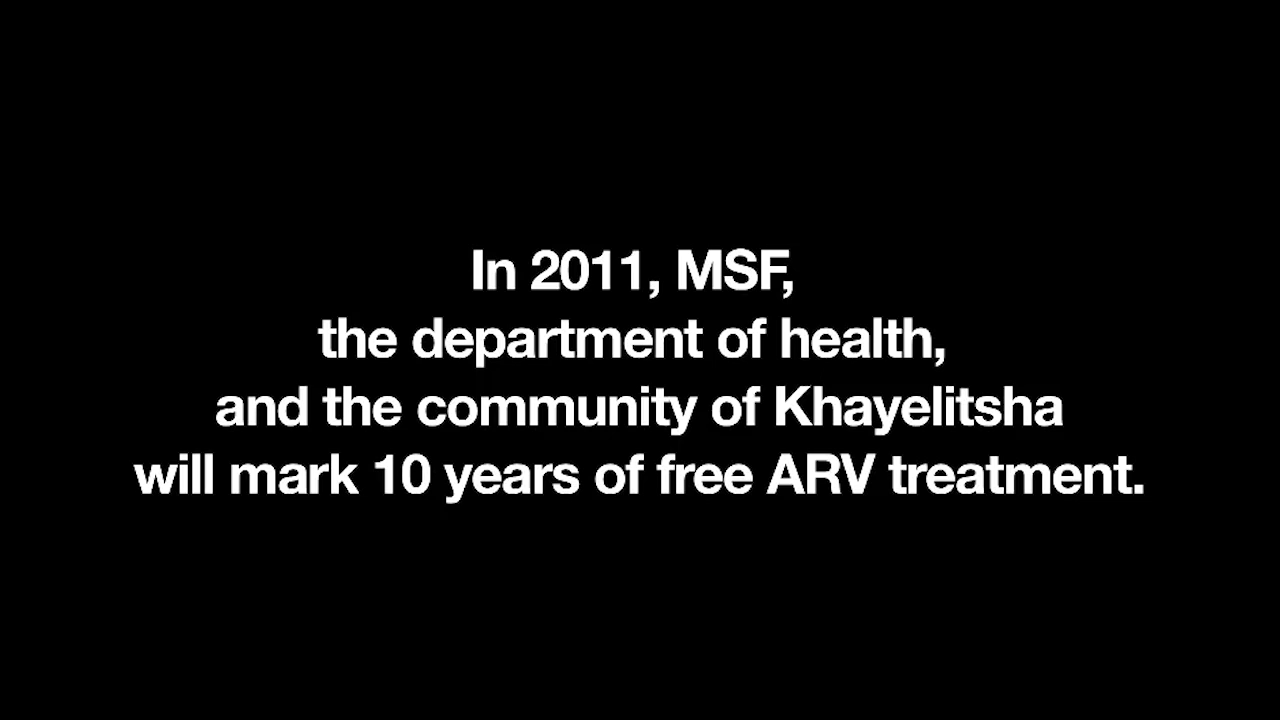 In 2011, MSF,
the department of health,
and the community of Khayelitsha
will mark 10 years of free ARV treatment.